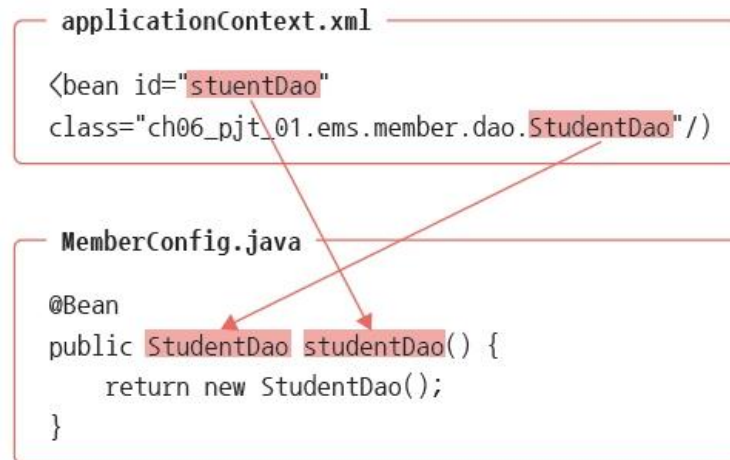 applicationContext.xml
<bean id="stuentDao"
class="ch06_pjt_01.ems.member.dao.StudentDao"/)
MemberConfig.java
@Bean
public StudentDao studentDao() {
return new StudentDao();
}